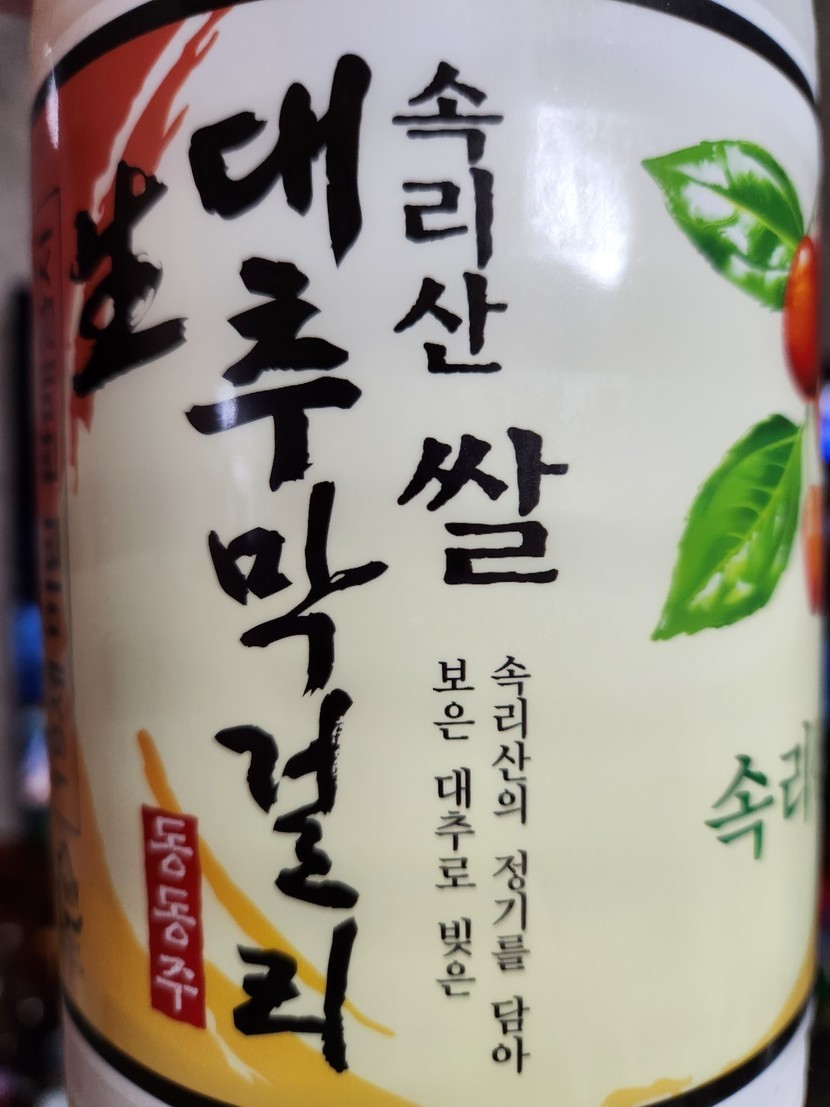 속리산 쌀
대추막걸리
生
동동주
속리산의 정기를 담아
보은 대추로 빚은
속리